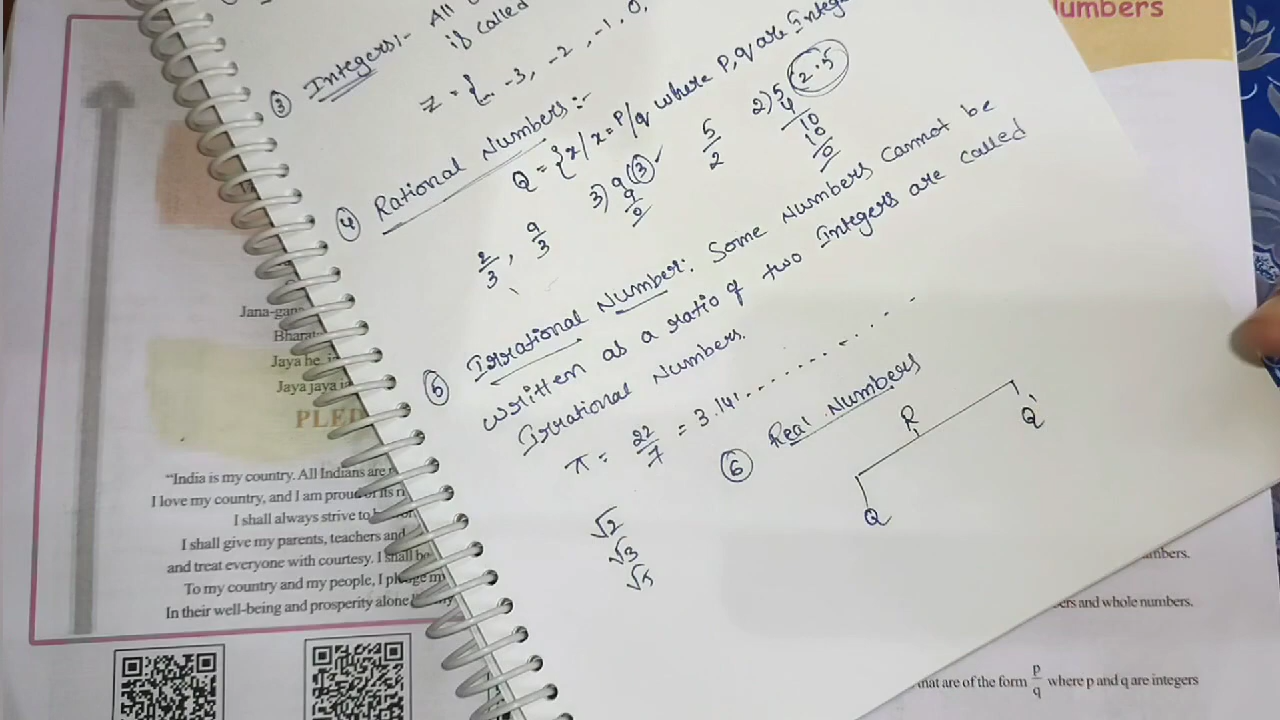 umbers
③ Integers:- All
is called
Z = {... -3, -2, -1, 0,
④ Rational Numbers:-
Q = {x/x = P/q where P, q are Integ
2/3, 9/3 3) 9 (3 ✓ 5/2 2) 5 (2.5
9 4
0 10
10
0
⑤ Irrational Number: Some Numbers Cannot be
written as a ratio of two Integers are called
Irrational Numbers.
π = 22/7 = 3.141..............
√2
√3
⑥ Real Numbers
R
Q Q'
Jana-gana
Bharat
Jaya he,
Jaya jaya
PLED
"India is my country. All Indians are
I love my country, and I am proud of its
I shall always strive to
I shall give my parents, teachers and
and treat everyone with courtesy. I shall be
To my country and my people, I pledge my
In their well-being and prosperity alone
mbers.
ers and whole numbers.
that are of the form p/q where p and q are integers